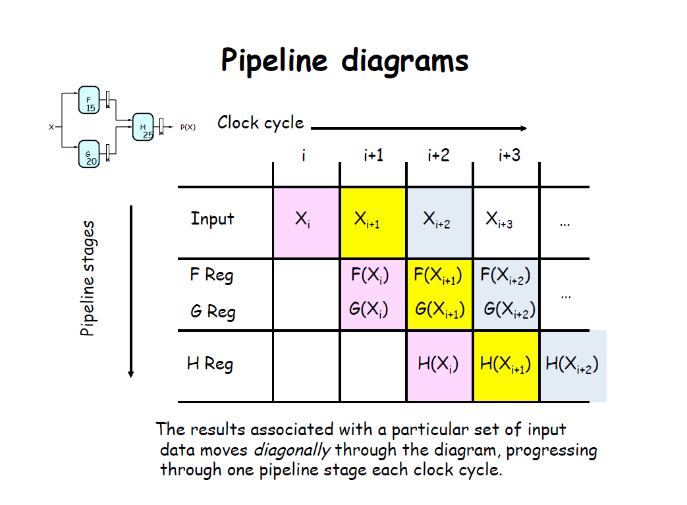 Pipeline diagrams
F
15
X
H
25
P(X)
G
20
Clock cycle
i i+1 i+2 i+3
Pipeline stages
Input Xi Xi+1 Xi+2 Xi+3 ...
F Reg F(Xi) F(Xi+1) F(Xi+2)
...
G Reg G(Xi) G(Xi+1) G(Xi+2)
H Reg H(Xi) H(Xi+1) H(Xi+2)
The results associated with a particular set of input
data moves diagonally through the diagram, progressing
through one pipeline stage each clock cycle.